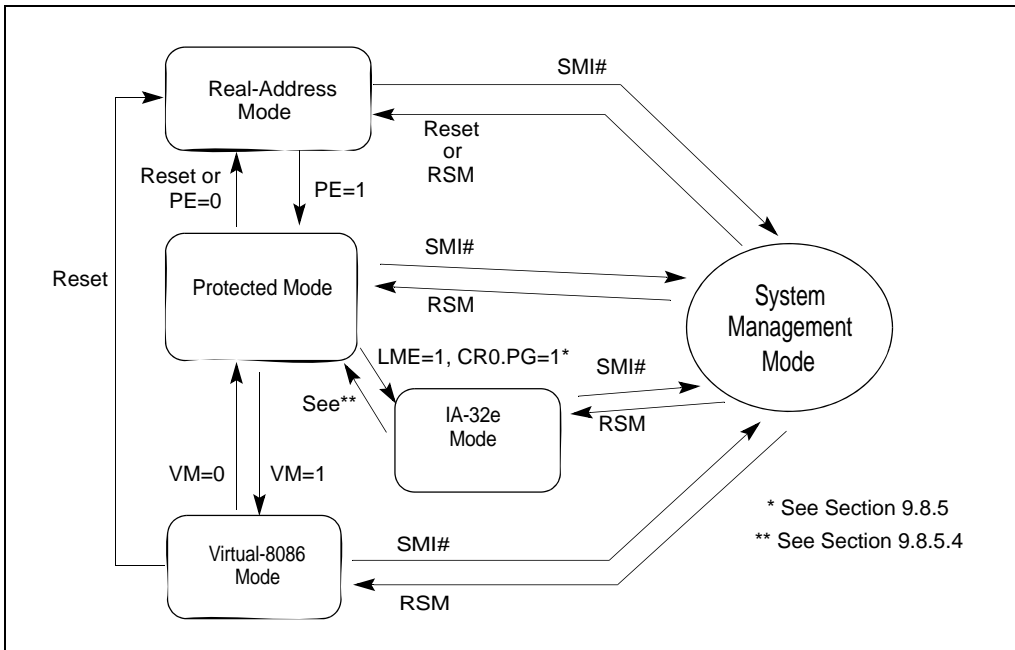 SMI#
Real-Address
Mode
Reset
or
RSM
Reset or
PE=0
PE=1
SMI#
Reset
Protected Mode
RSM
System
Management
Mode
LME=1, CR0.PG=1*
SMI#
See**
IA-32e
Mode
RSM
VM=0
VM=1
* See Section 9.8.5
** See Section 9.8.5.4
Virtual-8086
Mode
SMI#
RSM